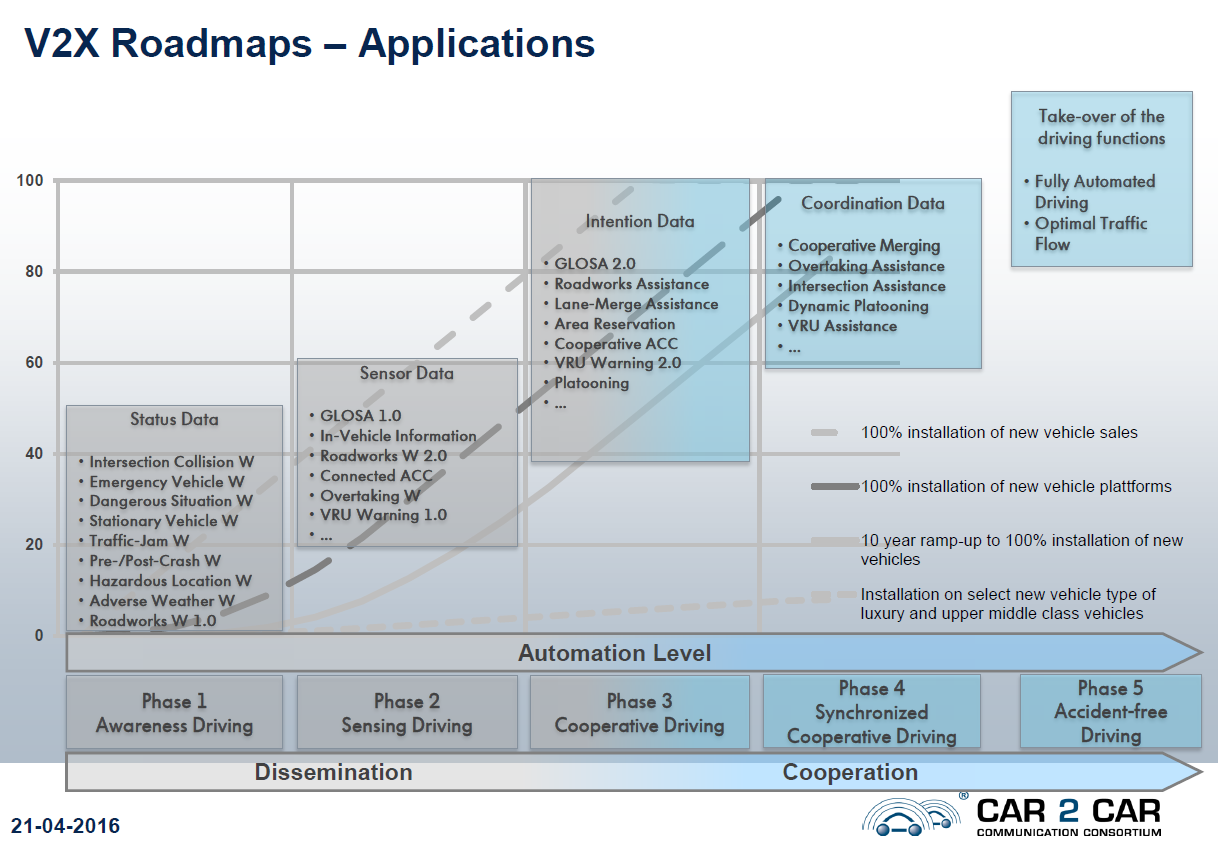 V2X Roadmaps – Applications
Take-over of the
driving functions
• Fully Automated
Driving
• Optimal Traffic
Flow
100
80
60
40
20
0
Status Data
• Intersection Collision W
• Emergency Vehicle W
• Dangerous Situation W
• Stationary Vehicle W
• Traffic-Jam W
• Pre-/Post-Crash W
• Hazardous Location W
• Adverse Weather W
• Roadworks W 1.0
Sensor Data
• GLOSA 1.0
• In-Vehicle Information
• Roadworks W 2.0
• Connected ACC
• Overtaking W
• VRU Warning 1.0
• ...
Intention Data
• GLOSA 2.0
• Roadworks Assistance
• Lane-Merge Assistance
• Area Reservation
• Cooperative ACC
• VRU Warning 2.0
• Platooning
• ...
Coordination Data
• Cooperative Merging
• Overtaking Assistance
• Intersection Assistance
• Dynamic Platooning
• VRU Assistance
• ...
100% installation of new vehicle sales
100% installation of new vehicle plattforms
10 year ramp-up to 100% installation of new
vehicles
Installation on select new vehicle type of
luxury and upper middle class vehicles
Automation Level
Phase 1
Awareness Driving
Phase 2
Sensing Driving
Phase 3
Cooperative Driving
Phase 4
Synchronized
Cooperative Driving
Phase 5
Accident-free
Driving
Dissemination
Cooperation
21-04-2016
®
CAR 2 CAR
COMMUNICATION CONSORTIUM